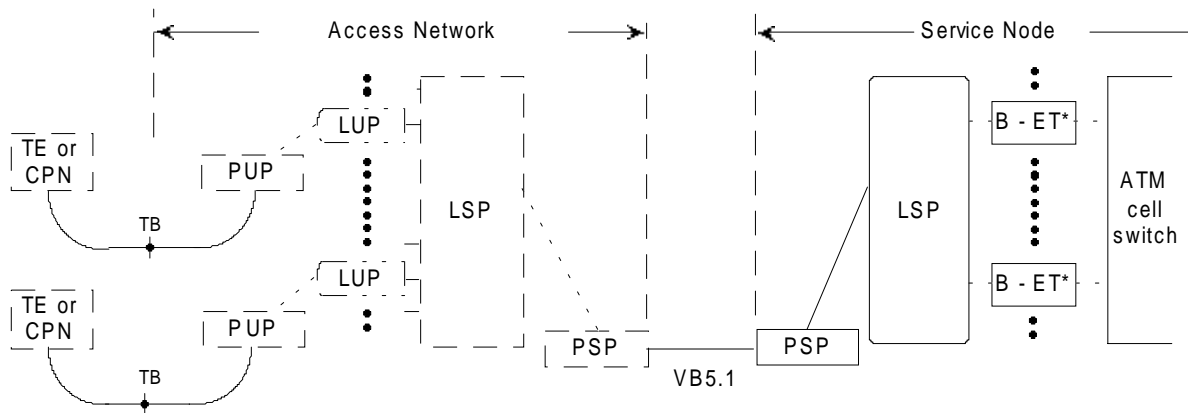 Access Network
Service Node
TE or
CPN
PUP
LUP
LSP
TB
LUP
TE or
CPN
PUP
TB
PSP
VB5.1
PSP
LSP
B - ET*
B - ET*
ATM
cell
switch